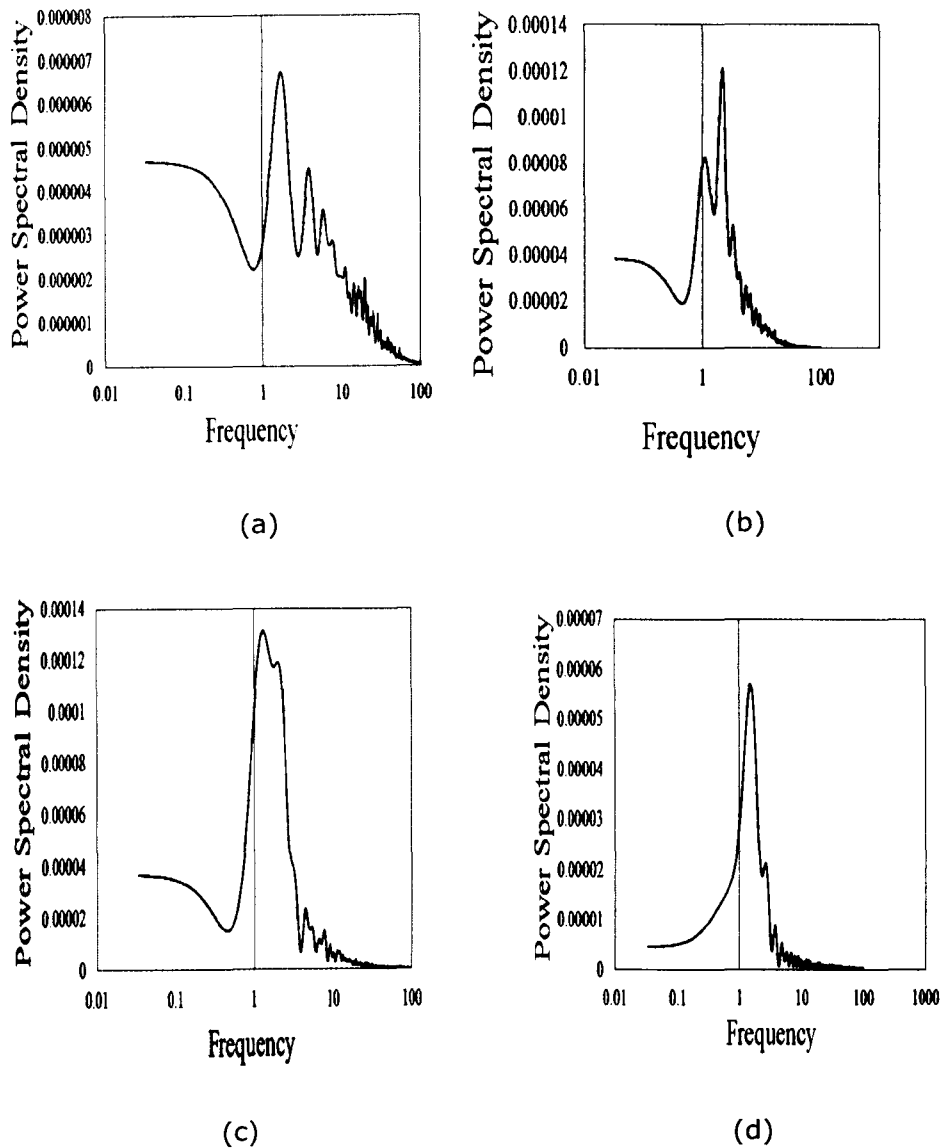 Power Spectral Density
0.000008
0.000007
0.000006
0.000005
0.000004
0.000003
0.000002
0.000001
0
0.01 0.1 1 10 100
Frequency
(a)
Power Spectral Density
0.00014
0.00012
0.0001
0.00008
0.00006
0.00004
0.00002
0
0.01 1 100
Frequency
(b)
Power Spectral Density
0.00014
0.00012
0.0001
0.00008
0.00006
0.00004
0.00002
0
0.01 0.1 1 10 100
Frequency
(c)
Power Spectral Density
0.00007
0.00006
0.00005
0.00004
0.00003
0.00002
0.00001
0
0.01 0.1 1 10 100 1000
Frequency
(d)